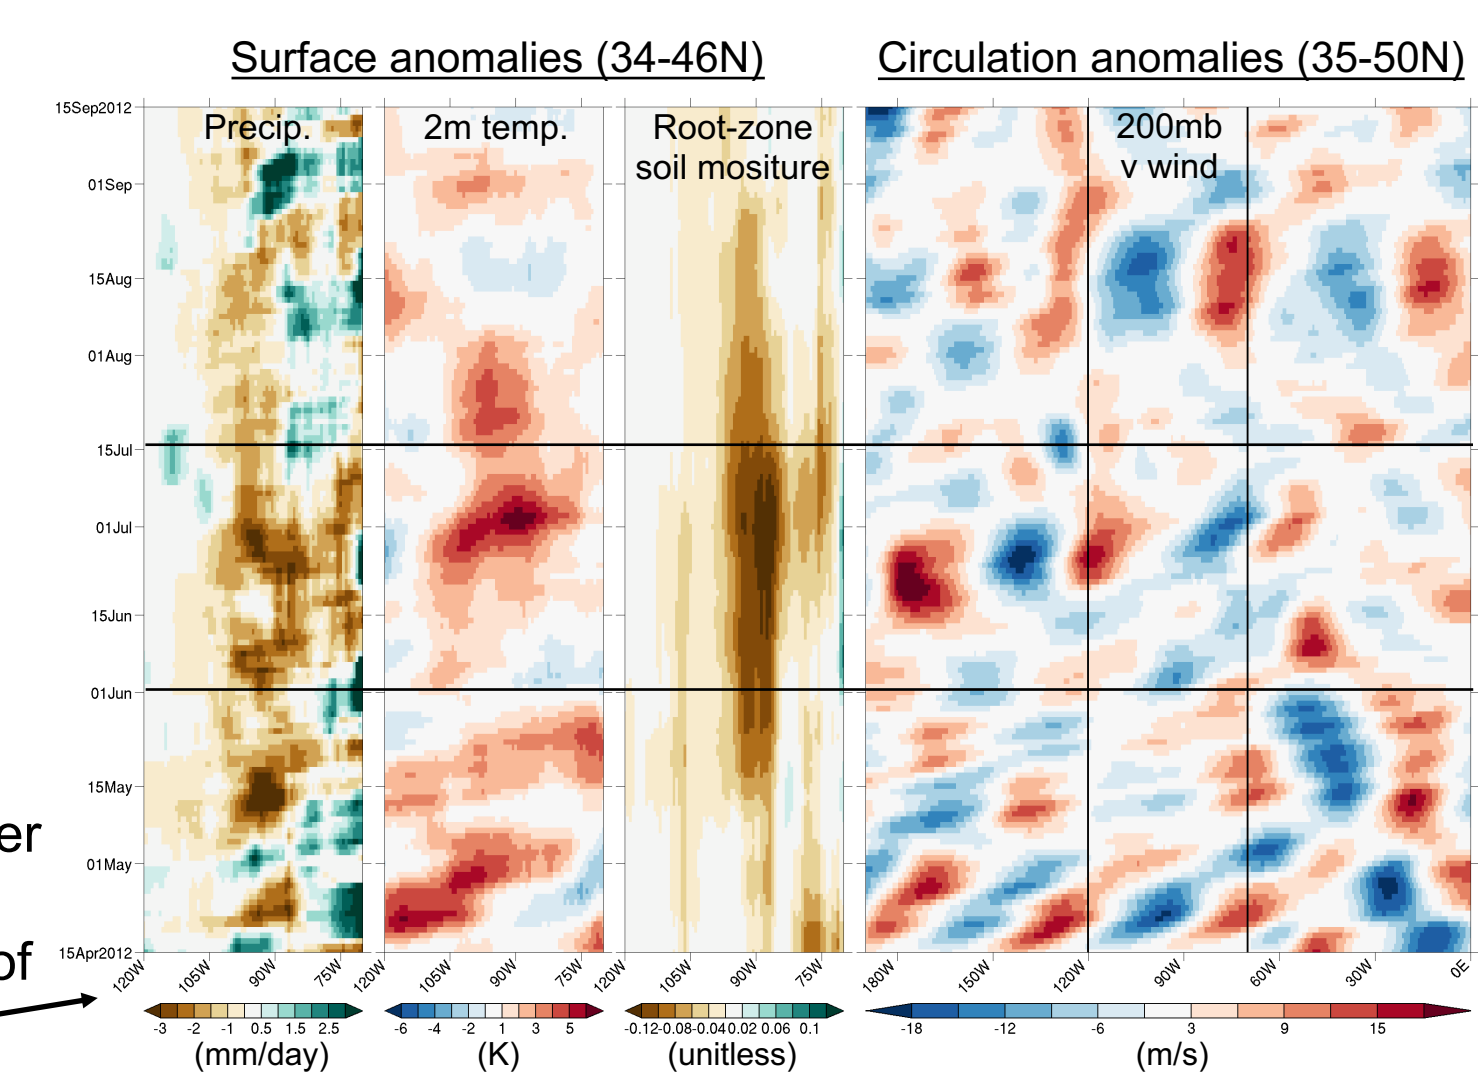 Surface anomalies (34-46N)
Circulation anomalies (35-50N)
Precip.
2m temp.
Root-zone
soil mositure
200mb
v wind
15Sep2012
01Sep
15Aug
01Aug
15Jul
01Jul
15Jun
01Jun
15May
01May
15Apr2012
er
of
120W 105W 90W 75W
120W 105W 90W 75W
120W 105W 90W 75W
180W 150W 120W 90W 60W 30W 0E
-3 -2 -1 0.5 1.5 2.5
(mm/day)
-6 -4 -2 1 3 5
(K)
-0.12 -0.08 -0.04 0.02 0.06 0.1
(unitless)
-18 -12 -6 3 9 15
(m/s)